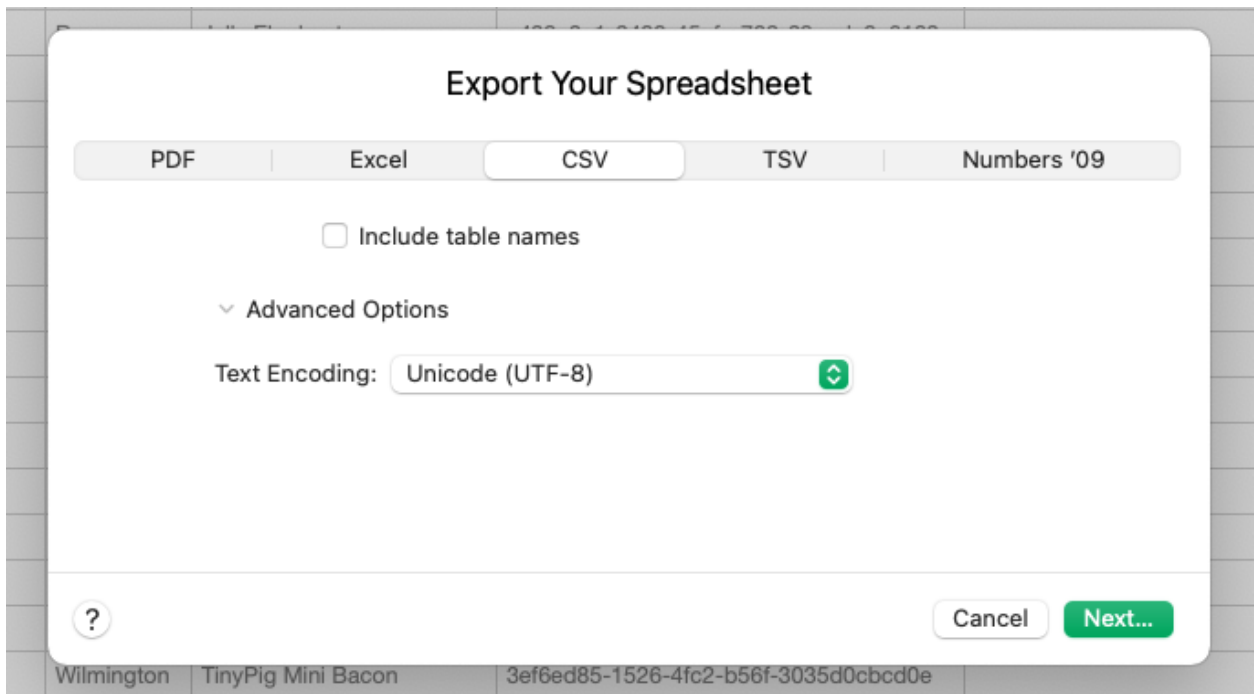 Export Your Spreadsheet
PDF Excel CSV TSV Numbers '09
Include table names
Advanced Options
Text Encoding: Unicode (UTF-8)
? Cancel Next...
Wilmington TinyPig Mini Bacon 3ef6ed85-1526-4fc2-b56f-3035d0cbcd0e